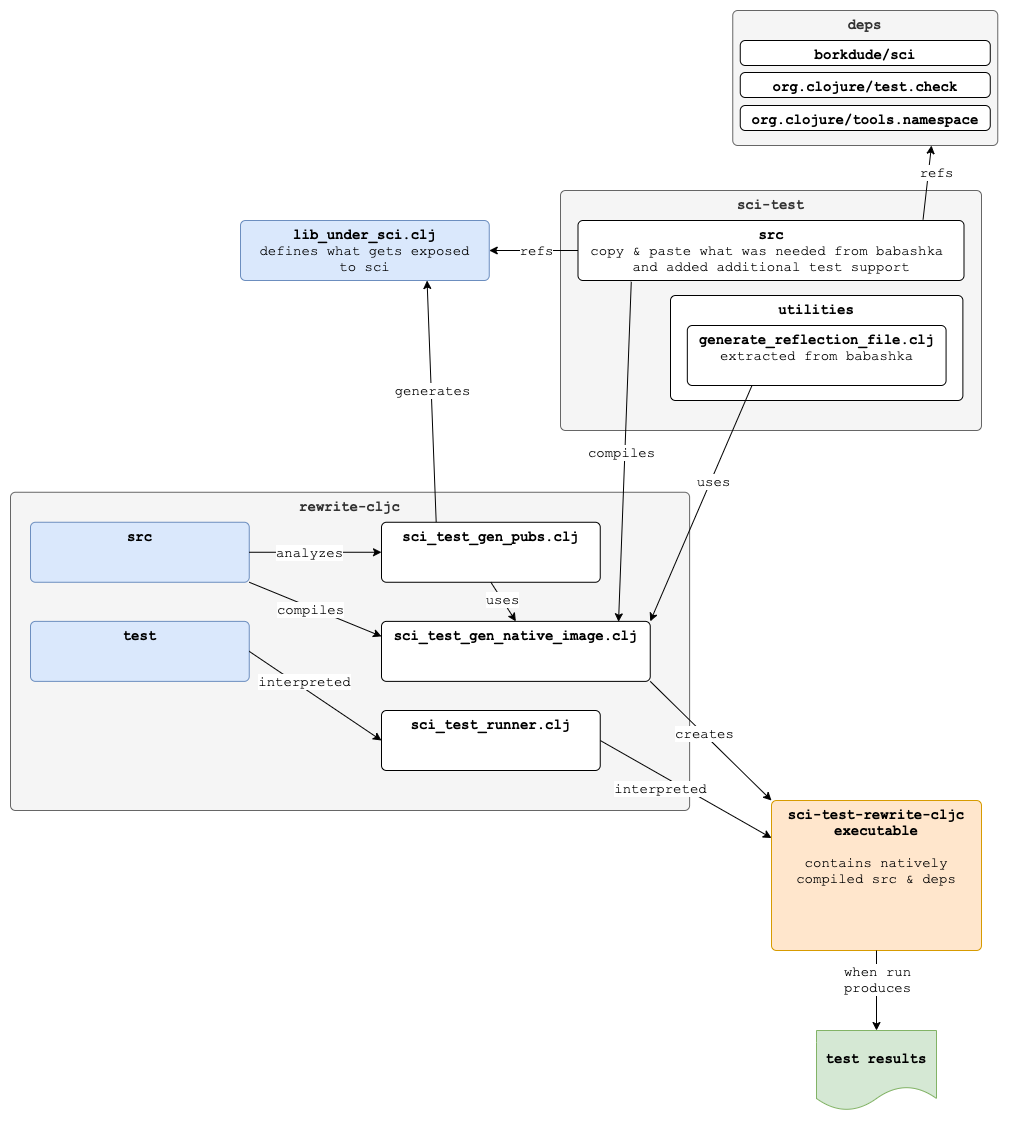 deps
borkdude/sci
org.clojure/test.check
org.clojure/tools.namespace
refs
sci-test
src
copy & paste what was needed from babashka
and added additional test support
refs
lib_under_sci.clj
defines what gets exposed
to sci
utilities
generate_reflection_file.clj
extracted from babashka
generates
compiles
uses
rewrite-cljc
src
analyzes
sci_test_gen_pubs.clj
uses
compiles
test
sci_test_gen_native_image.clj
interpreted
sci_test_runner.clj
creates
interpreted
sci-test-rewrite-cljc
executable
contains natively
compiled src & deps
when run
produces
test results